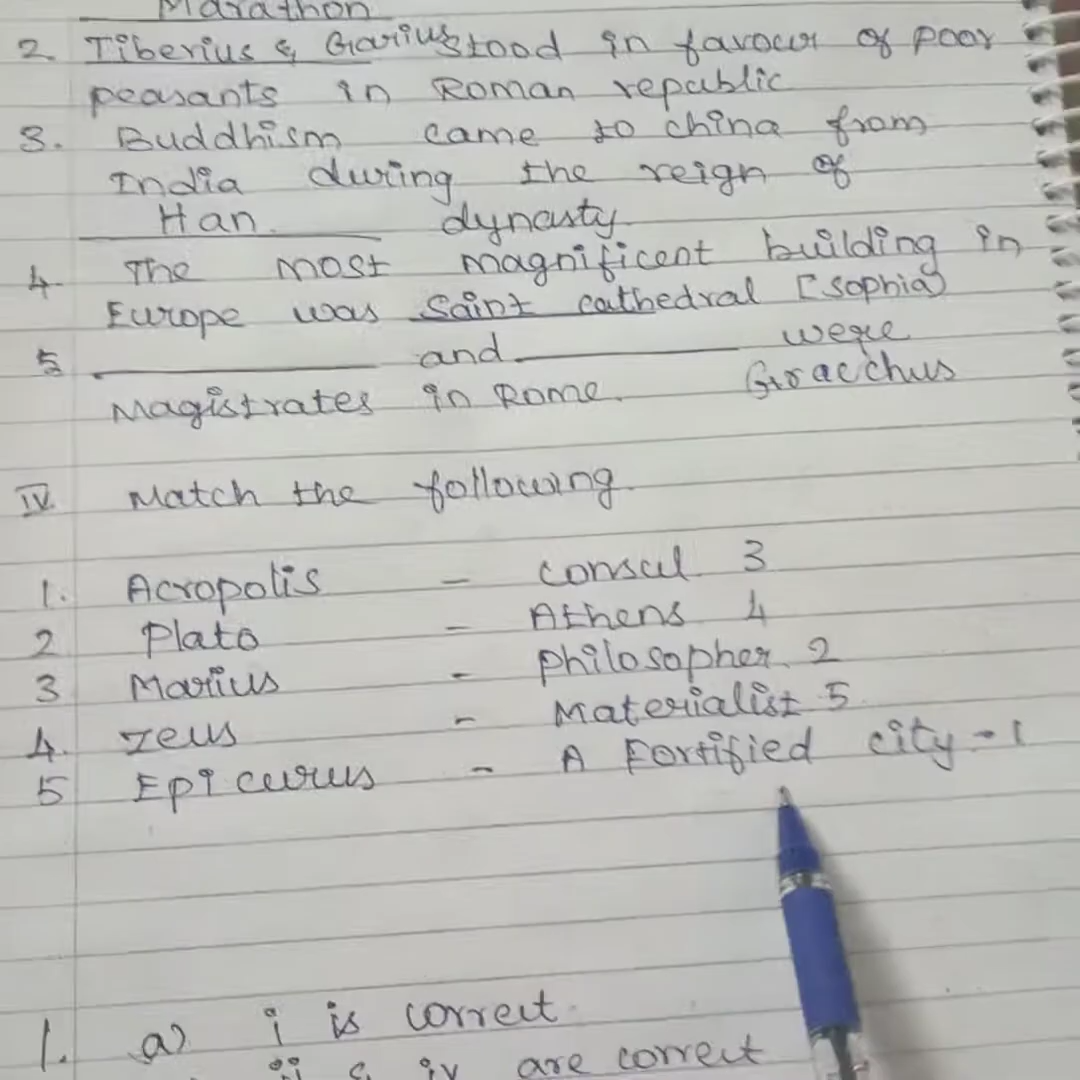 Marathon
2 Tiberius & Garius stood in favour of poor
peasants in Roman republic
3. Buddhism came to china from
India during the reign of
Han dynasty
4 The most magnificent building in
Europe was Saint cathedral [sophia)
5 ________ and ________ were
Magistrates in Rome. Gracchus
IV. Match the following
1. Acropolis - Consul 3
2 Plato - Athens 4
3 Marius - Philosopher. 2
4. Zeus - Materialist 5.
5 Epicurus - A Fortified city - 1
1. a) i is correct.
ii & iv are correct